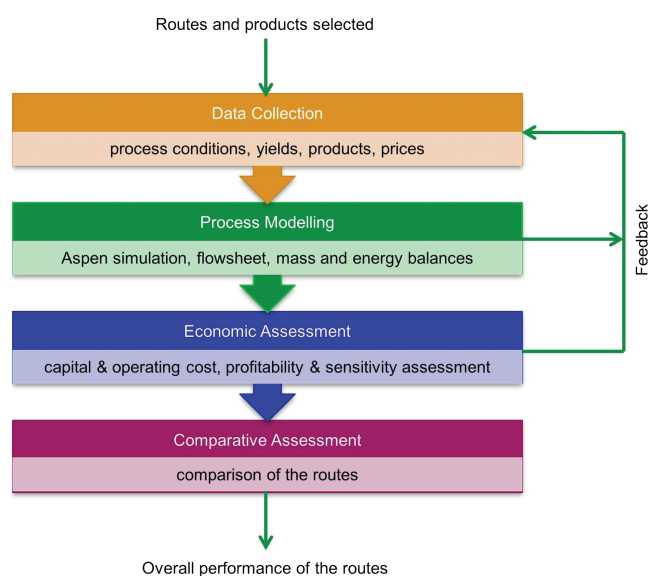 Routes and products selected
Data Collection
process conditions, yields, products, prices
Process Modelling
Aspen simulation, flowsheet, mass and energy balances
Feedback
Economic Assessment
capital & operating cost, profitability & sensitivity assessment
Comparative Assessment
comparison of the routes
Overall performance of the routes